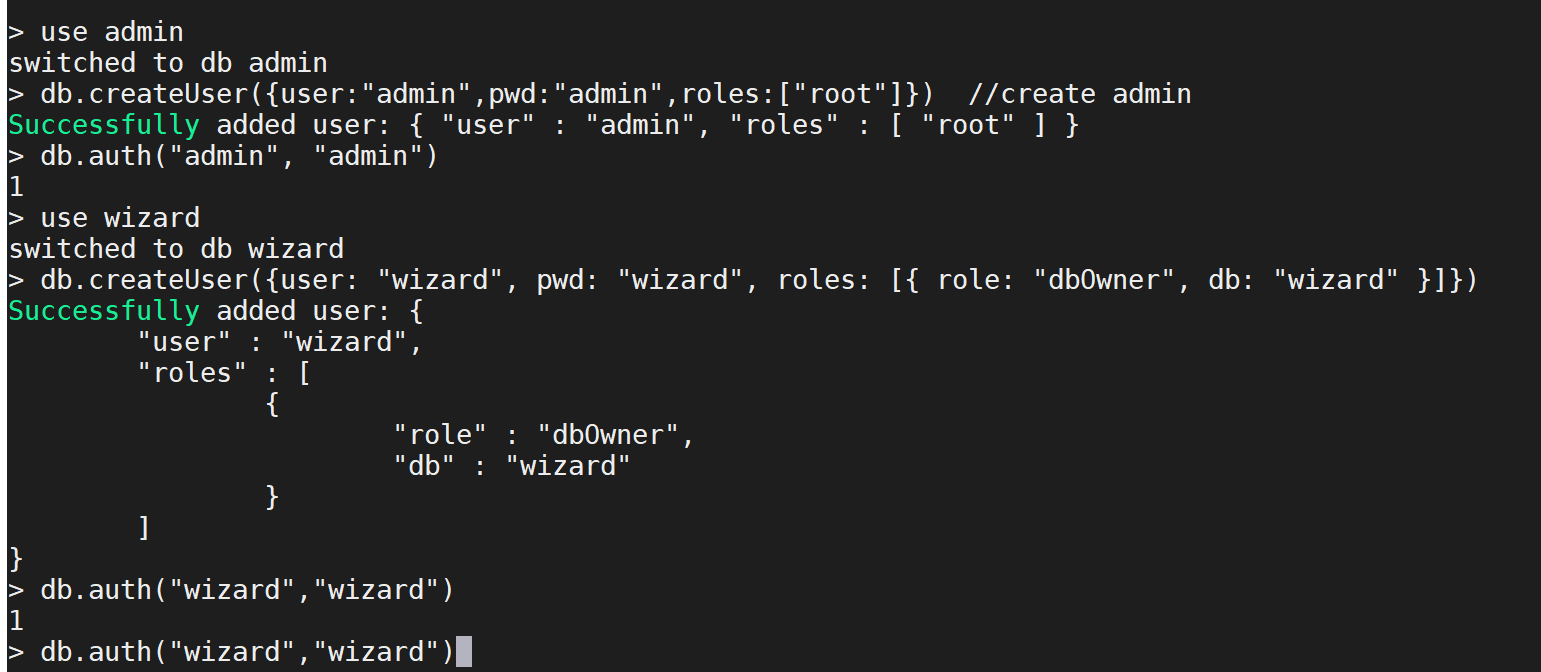 > use admin
switched to db admin
> db.createUser({user:"admin",pwd:"admin",roles:["root"]})  //create admin
Successfully added user: { "user" : "admin", "roles" : [ "root" ] }
> db.auth("admin", "admin")
1
> use wizard
switched to db wizard
> db.createUser({user: "wizard", pwd: "wizard", roles: [{ role: "dbOwner", db: "wizard" }]})
Successfully added user: {
        "user" : "wizard",
        "roles" : [
                {
                        "role" : "dbOwner",
                        "db" : "wizard"
                }
        ]
}
> db.auth("wizard","wizard")
1
> db.auth("wizard","wizard")